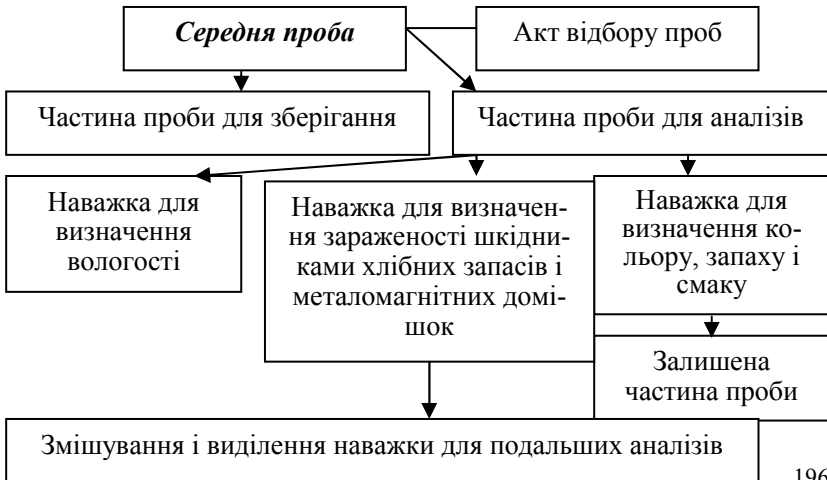 Середня проба
Акт відбору проб
Частина проби для зберігання
Частина проби для аналізів
Наважка для
визначення
вологості
Наважка для визначен-
ня зараженості шкідни-
ками хлібних запасів і
металомагнітних домі-
шок
Наважка для
визначення ко-
льору, запаху і
смаку
Залишена
частина проби
Змішування і виділення наважки для подальших аналізів
196